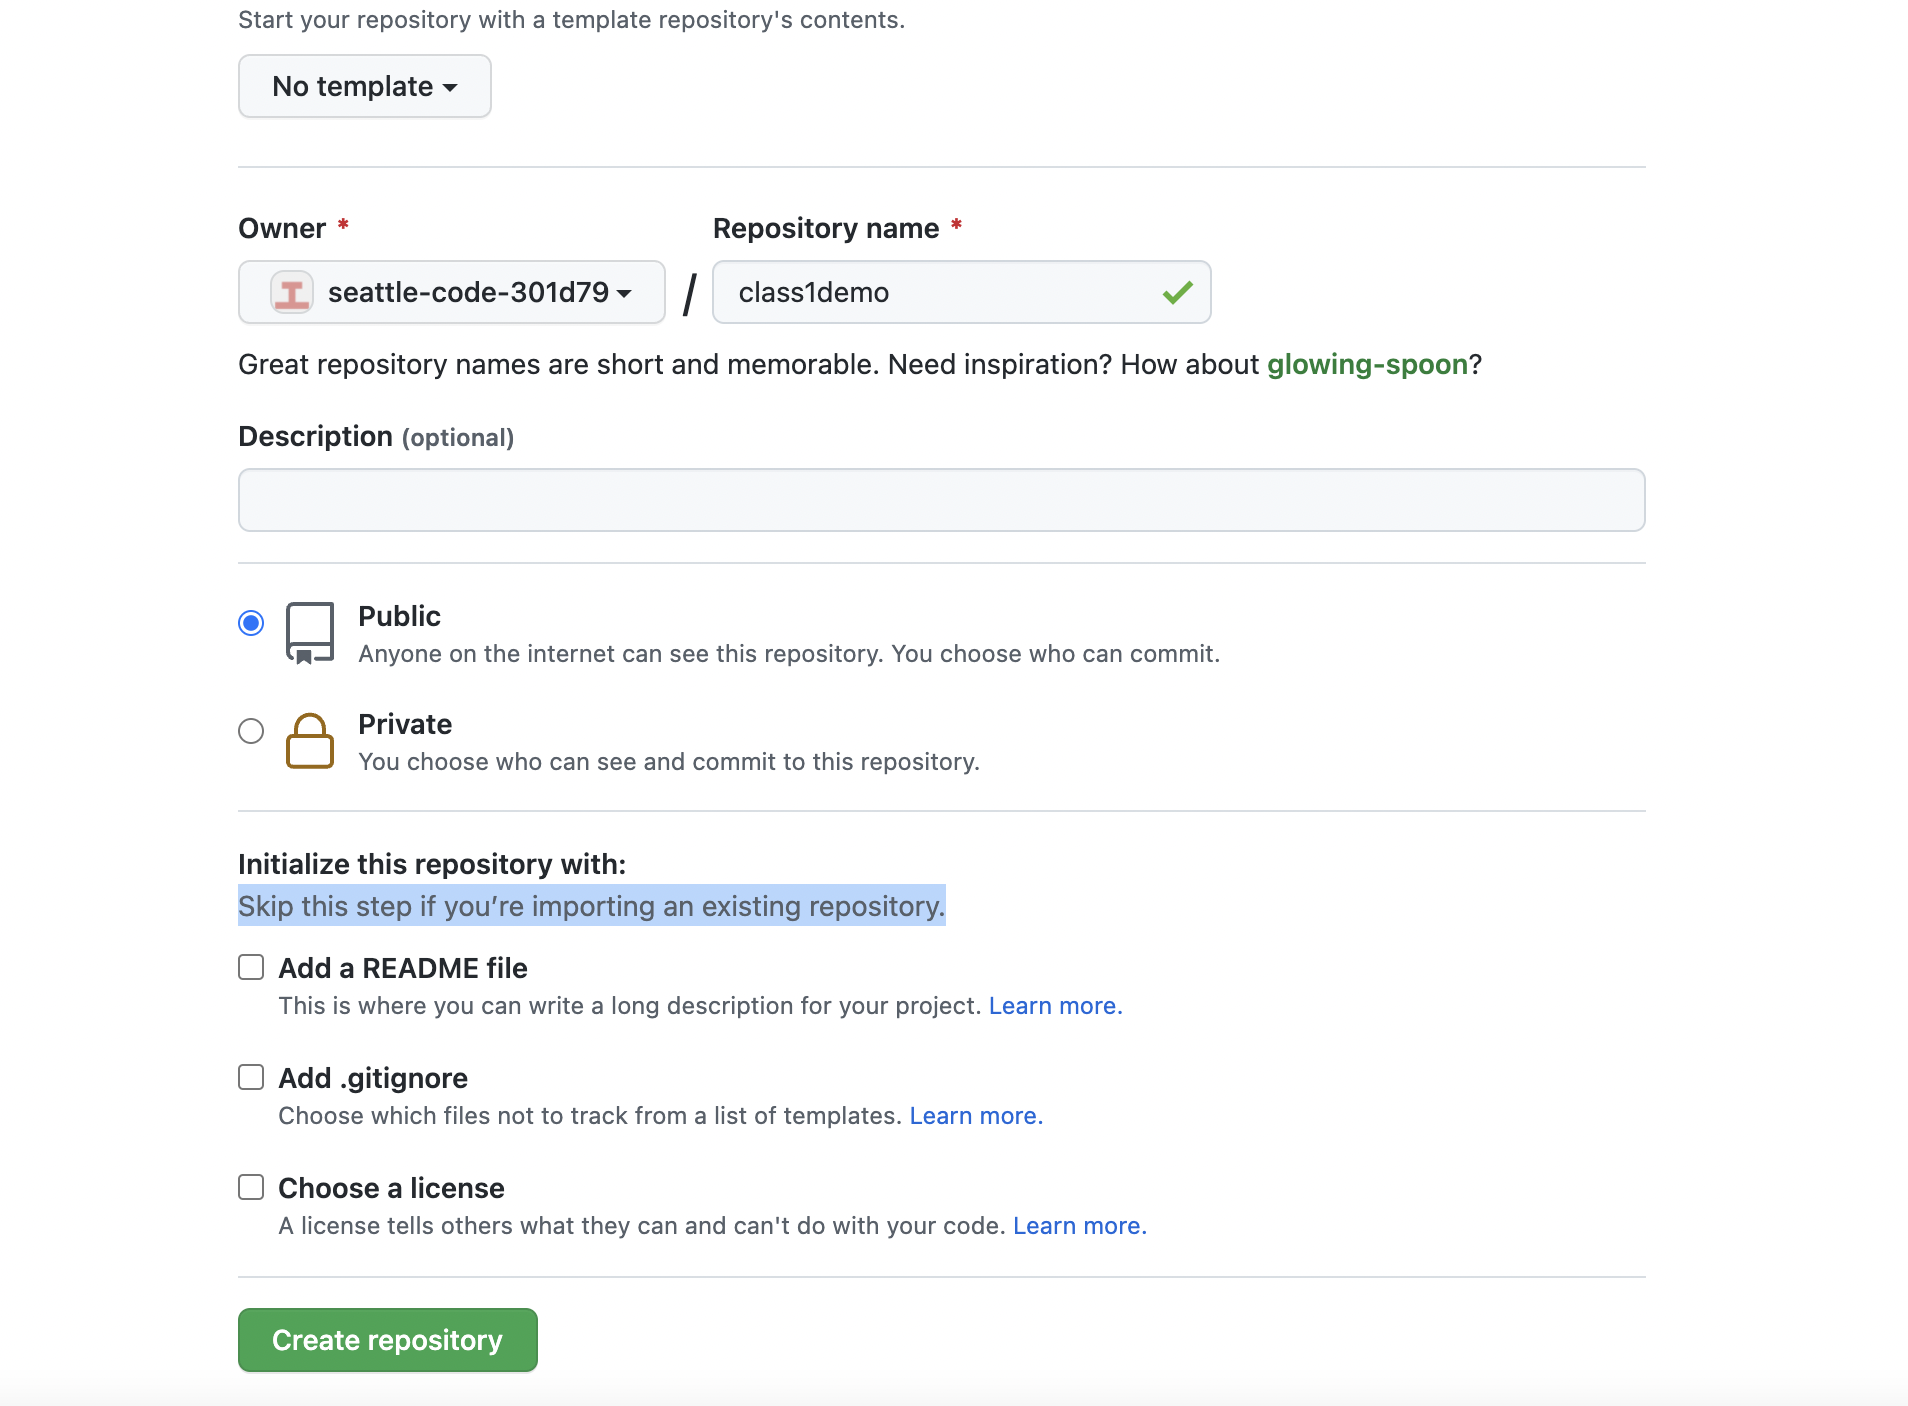 Start your repository with a template repository's contents.
No template
Owner * Repository name *
seattle-code-301d79 / class1demo
Great repository names are short and memorable. Need inspiration? How about glowing-spoon?
Description (optional)
Public
Anyone on the internet can see this repository. You choose who can commit.
Private
You choose who can see and commit to this repository.
Initialize this repository with:
Skip this step if you’re importing an existing repository.
Add a README file
This is where you can write a long description for your project. Learn more.
Add .gitignore
Choose which files not to track from a list of templates. Learn more.
Choose a license
A license tells others what they can and can't do with your code. Learn more.
Create repository